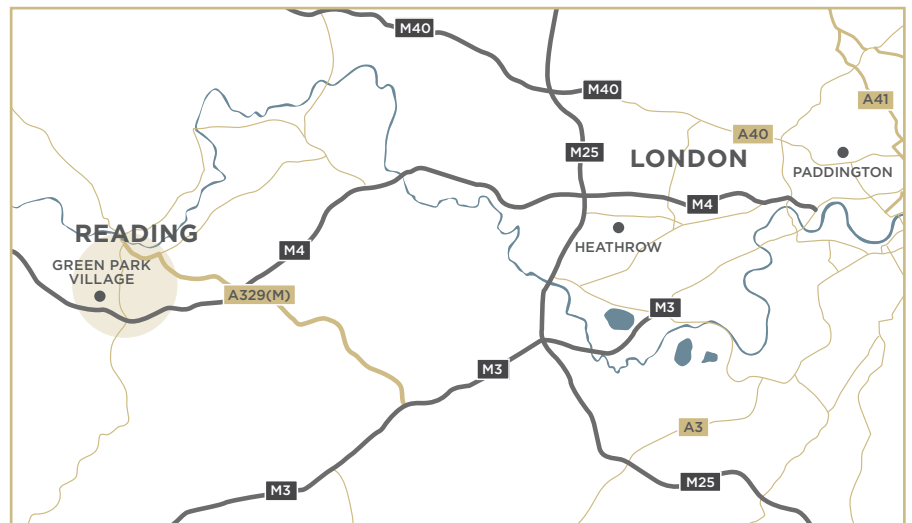 M40
M40
A41
A40
M25
LONDON
PADDINGTON
M4
READING
HEATHROW
M4
GREEN PARK
VILLAGE
A329(M)
M3
M3
A3
M25
M3